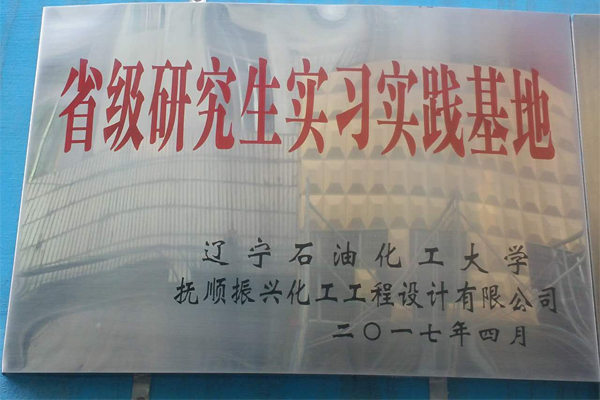 省级研究生实习实践基地
辽宁石油化工大学
抚顺振兴化工工程设计有限公司
二〇一七年四月